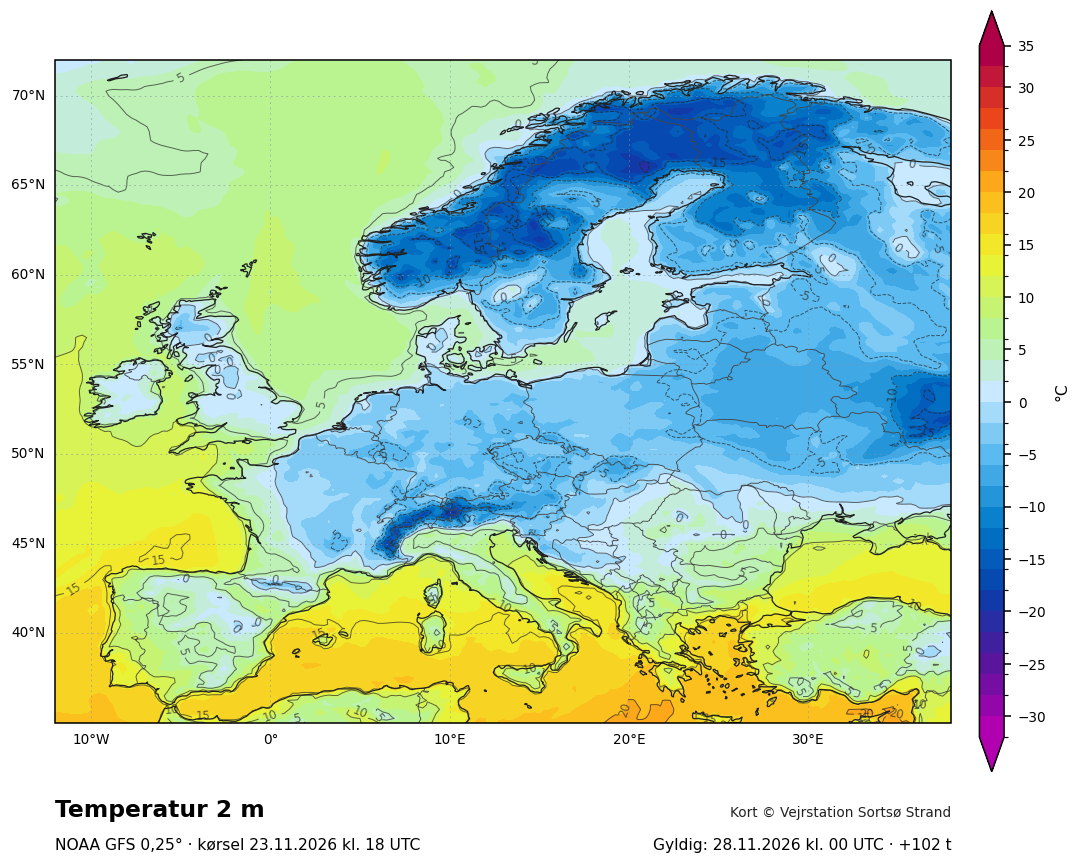 70°N
65°N
60°N
55°N
50°N
45°N
40°N
10°W
0°
10°E
20°E
30°E
35
30
25
20
15
10
5
0
−5
−10
−15
−20
−25
−30
°C
Temperatur 2 m
Kort © Vejrstation Sortsø Strand
NOAA GFS 0,25° · kørsel 23.11.2026 kl. 18 UTC
Gyldig: 28.11.2026 kl. 00 UTC · +102 t